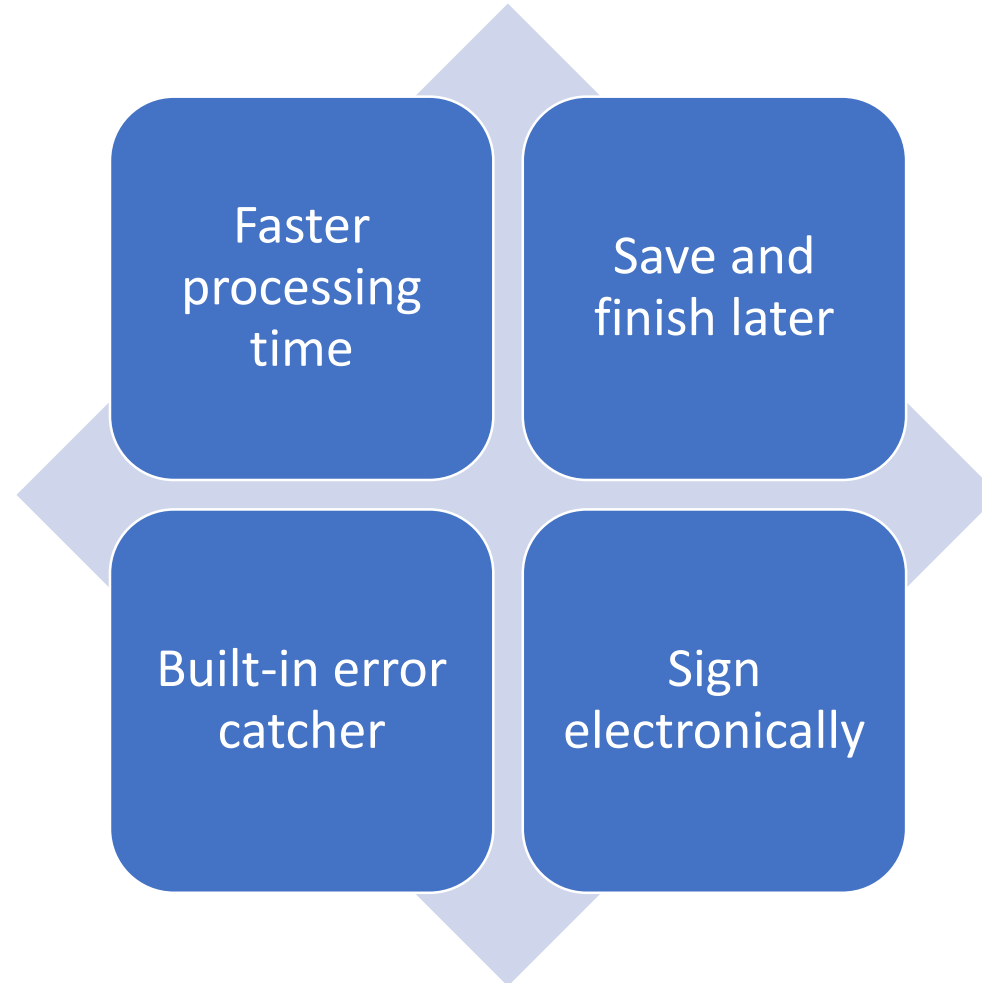 Faster
processing
time
Save and
finish later
Built-in error
catcher
Sign
electronically